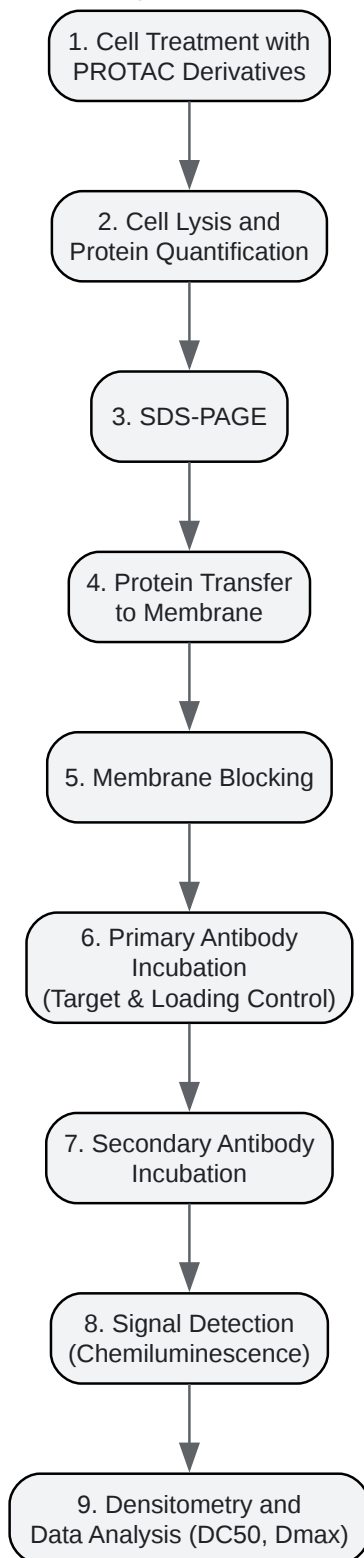 1. Cell Treatment with
PROTAC Derivatives
2. Cell Lysis and
Protein Quantification
3. SDS-PAGE
4. Protein Transfer
to Membrane
5. Membrane Blocking
6. Primary Antibody
Incubation
(Target & Loading Control)
7. Secondary Antibody
Incubation
8. Signal Detection
(Chemiluminescence)
9. Densitometry and
Data Analysis (DC50, Dmax)